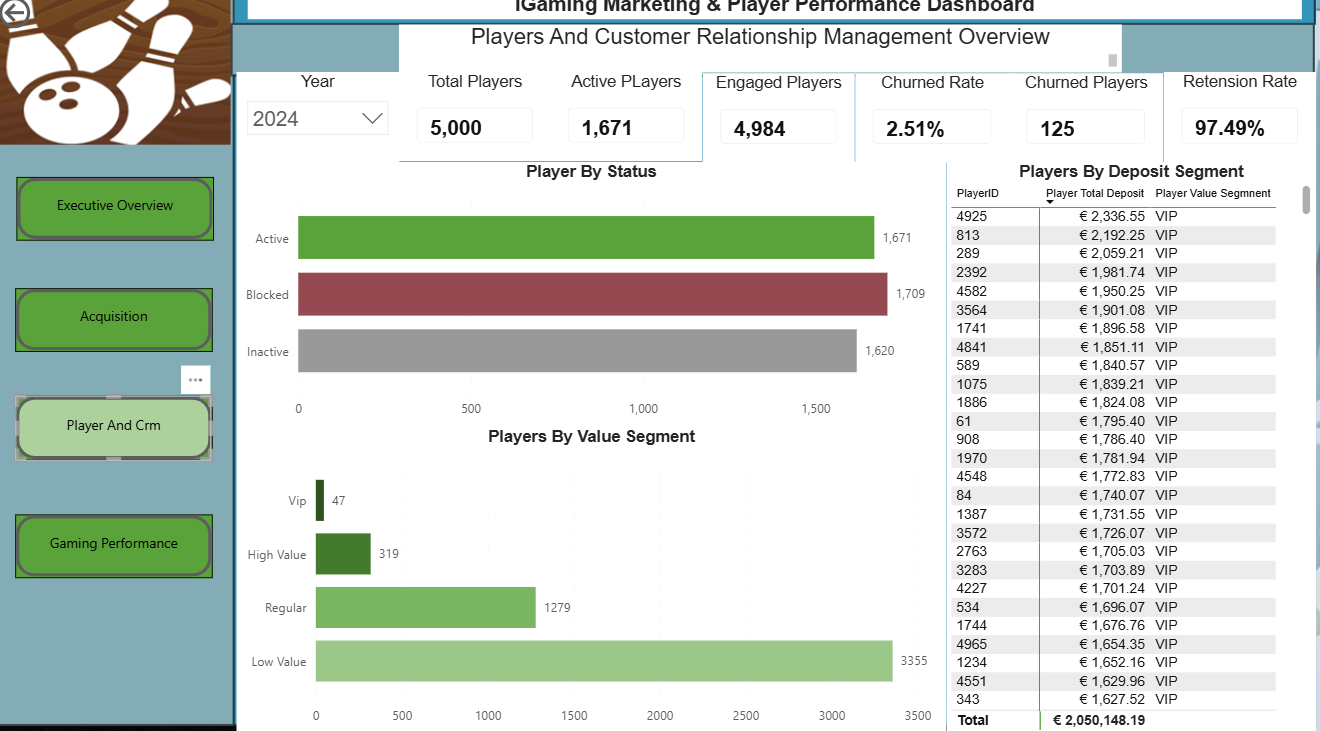 iGaming Marketing & Player Performance Dashboard
Players And Customer Relationship Management Overview
Year
2024
Total Players
5,000
Active PLayers
1,671
Engaged Players
4,984
Churned Rate
2.51%
Churned Players
125
Retension Rate
97.49%
Executive Overview
Acquisition
...
Player And Crm
Gaming Performance
Player By Status
Active 1,671
Blocked 1,709
Inactive 1,620
0 500 1,000 1,500
Players By Value Segment
Vip 47
High Value 319
Regular 1279
Low Value 3355
0 500 1000 1500 2000 2500 3000 3500
Players By Deposit Segment
PlayerID Player Total Deposit Player Value Segmnent
4925 € 2,336.55 VIP
813 € 2,192.25 VIP
289 € 2,059.21 VIP
2392 € 1,981.74 VIP
4582 € 1,950.25 VIP
3564 € 1,901.08 VIP
1741 € 1,896.58 VIP
4841 € 1,851.11 VIP
589 € 1,840.57 VIP
1075 € 1,839.21 VIP
1886 € 1,824.08 VIP
61 € 1,795.40 VIP
908 € 1,786.40 VIP
1970 € 1,781.94 VIP
4548 € 1,772.83 VIP
84 € 1,740.07 VIP
1387 € 1,731.55 VIP
3572 € 1,726.07 VIP
2763 € 1,705.03 VIP
3283 € 1,703.89 VIP
4227 € 1,701.24 VIP
534 € 1,696.07 VIP
1744 € 1,676.76 VIP
4965 € 1,654.35 VIP
1234 € 1,652.16 VIP
4551 € 1,629.96 VIP
343 € 1,627.52 VIP
Total € 2,050,148.19